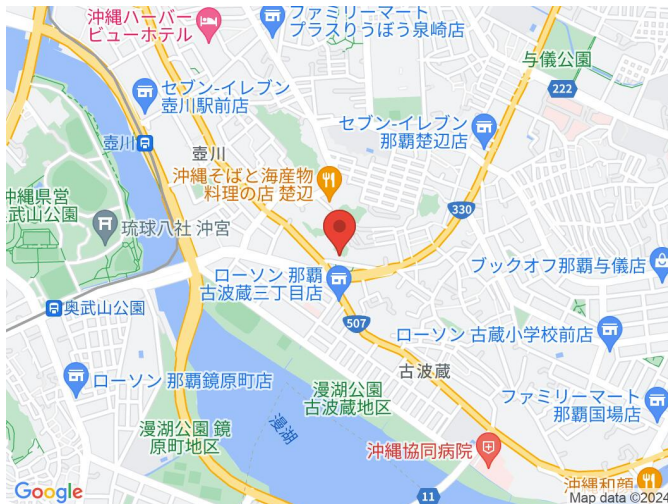 沖縄ハーバー
ビューホテル
ファミリーマート
プラスりうぼう泉崎店
与儀公園
222
セブン-イレブン
壺川駅前店
セブン-イレブン
那覇楚辺店
壺川
壺川
沖縄そばと海産物
料理の店 楚辺
沖縄県営
武山公園
琉球八社 沖宮
330
ローソン 那覇
古波蔵三丁目店
ブックオフ那覇与儀店
奥武山公園
507
ローソン 古蔵小学校前店
ローソン 那覇鏡原町店
古波蔵
漫湖公園
古波蔵地区
ファミリーマート
那覇国場店
漫湖公園 鏡
原町地区
漫湖
沖縄協同病院
沖縄和顔
11
Google
Map data ©2024